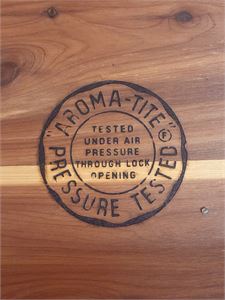 "AROMA-TITE" ®
TESTED
UNDER AIR
PRESSURE
THROUGH LOCK
OPENING
PRESSURE TESTED